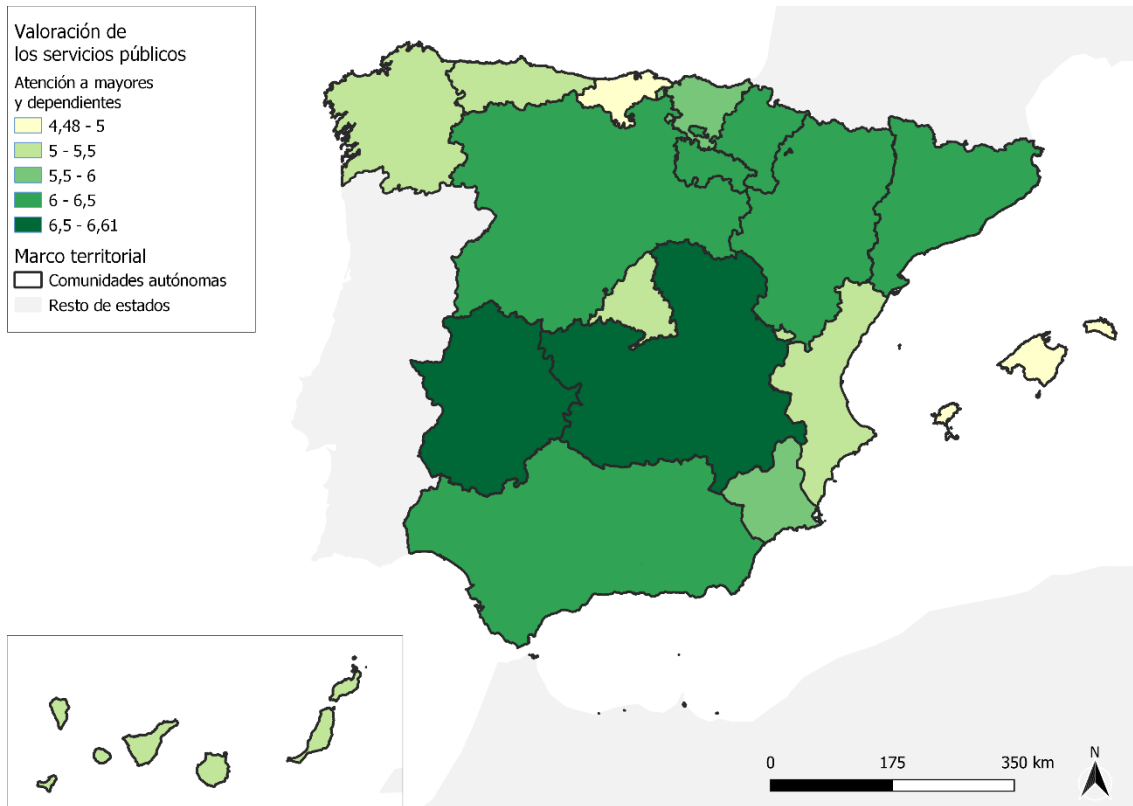 Valoración de
los servicios públicos
Atención a mayores
y dependientes
4,48 - 5
5 - 5,5
5,5 - 6
6 - 6,5
6,5 - 6,61
Marco territorial
Comunidades autónomas
Resto de estados
0 175 350 km
N